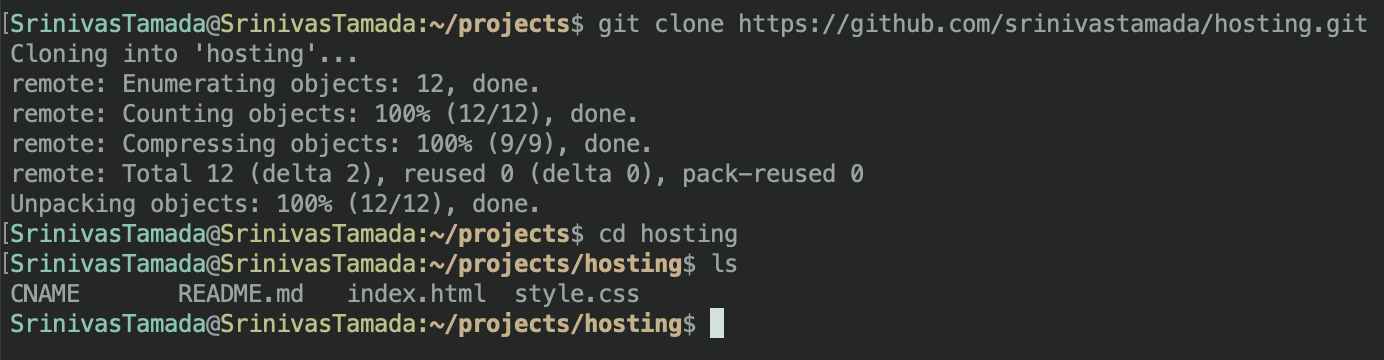 [SrinivasTamada@SrinivasTamada:~/projects$ git clone https://github.com/srinivastamada/hosting.git
Cloning into 'hosting'...
remote: Enumerating objects: 12, done.
remote: Counting objects: 100% (12/12), done.
remote: Compressing objects: 100% (9/9), done.
remote: Total 12 (delta 2), reused 0 (delta 0), pack-reused 0
Unpacking objects: 100% (12/12), done.
[SrinivasTamada@SrinivasTamada:~/projects$ cd hosting
[SrinivasTamada@SrinivasTamada:~/projects/hosting$ ls
CNAME       README.md   index.html  style.css
SrinivasTamada@SrinivasTamada:~/projects/hosting$